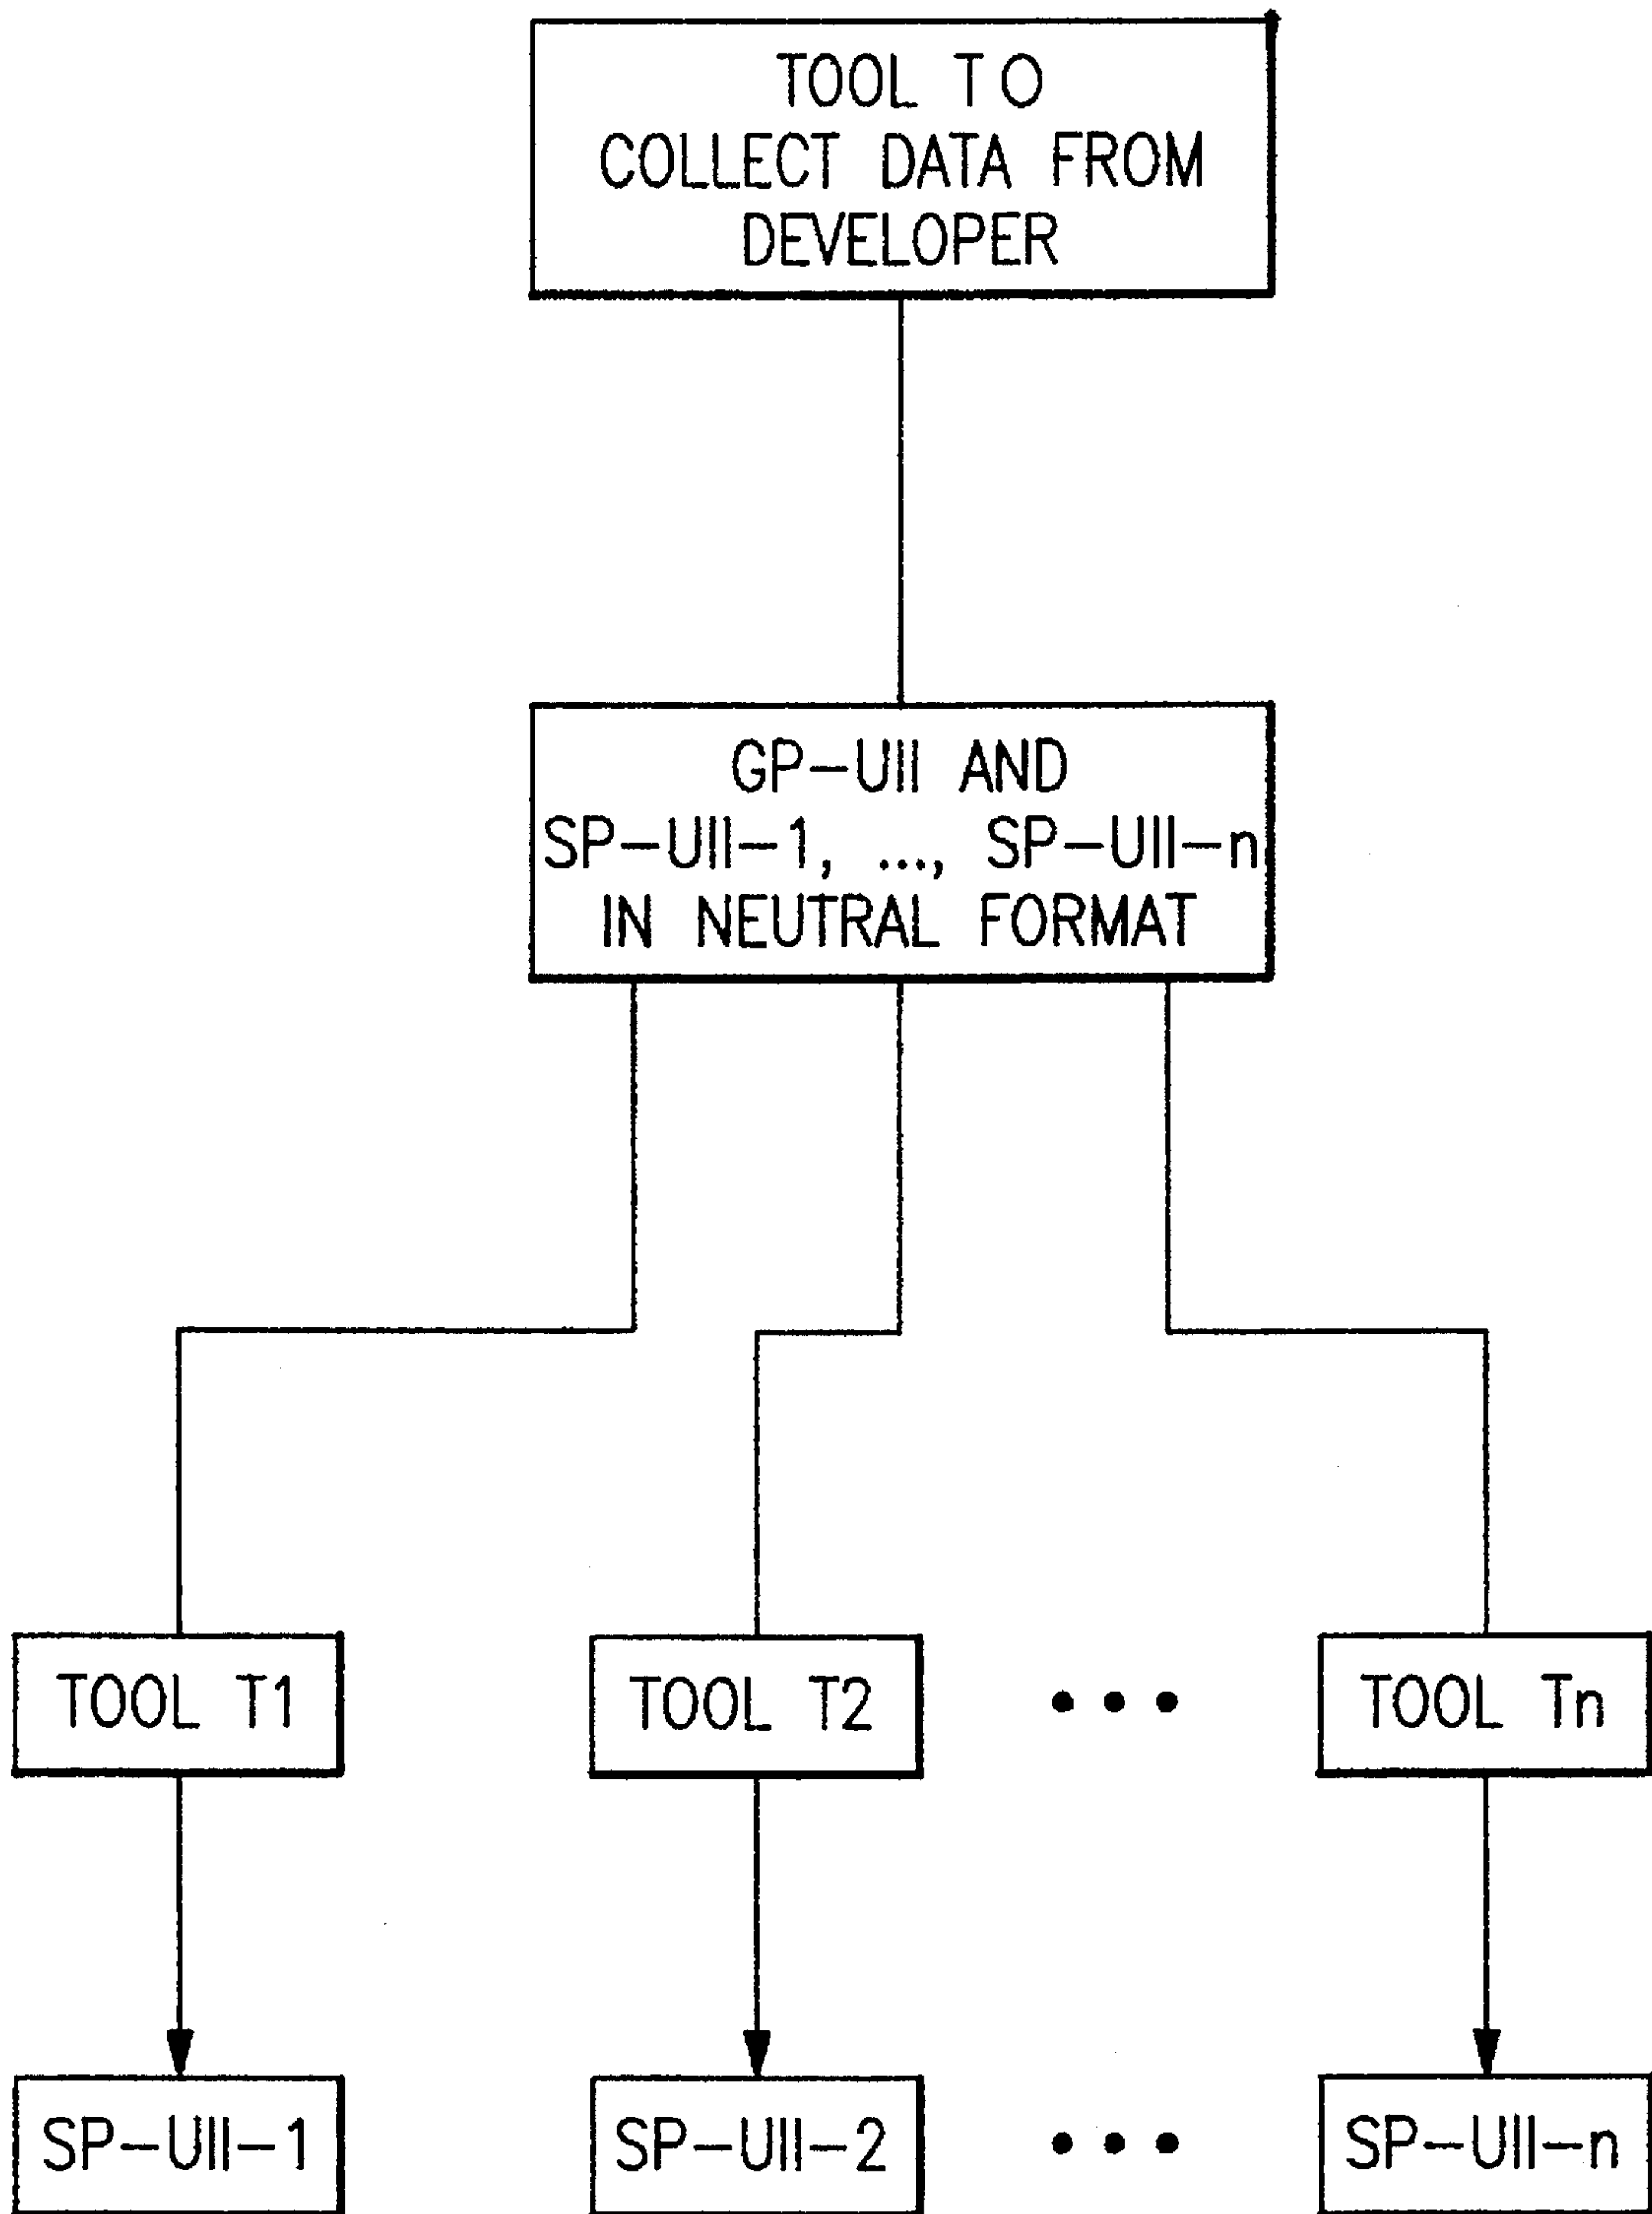 TOOL TO
COLLECT DATA FROM
DEVELOPER
GP-UII AND
SP-UII-1, ..., SP-UII-n
IN NEUTRAL FORMAT
TOOL T1
TOOL T2
TOOL Tn
SP-UII-1
SP-UII-2
SP-UII-n